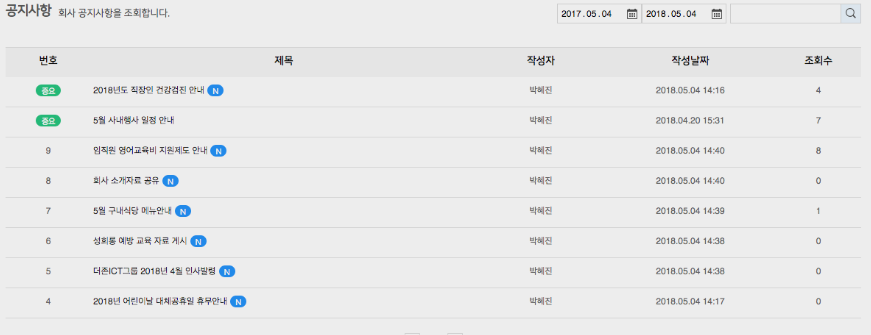 공지사항 회사 공지사항을 조회합니다. 2017.05.04 2018.05.04
번호 제목 작성자 작성날짜 조회수
중요 2018년도 직장인 건강검진 안내 N 박혜진 2018.05.04 14:16 4
중요 5월 사내행사 일정 안내 박혜진 2018.04.20 15:31 7
9 임직원 영어교육비 지원제도 안내 N 박혜진 2018.05.04 14:40 8
8 회사 소개자료 공유 N 박혜진 2018.05.04 14:40 0
7 5월 구내식당 메뉴안내 N 박혜진 2018.05.04 14:39 1
6 성희롱 예방 교육 자료 게시 N 박혜진 2018.05.04 14:38 0
5 더존ICT그룹 2018년 4월 인사발령 N 박혜진 2018.05.04 14:38 0
4 2018년 어린이날 대체공휴일 휴무안내 N 박혜진 2018.05.04 14:17 0